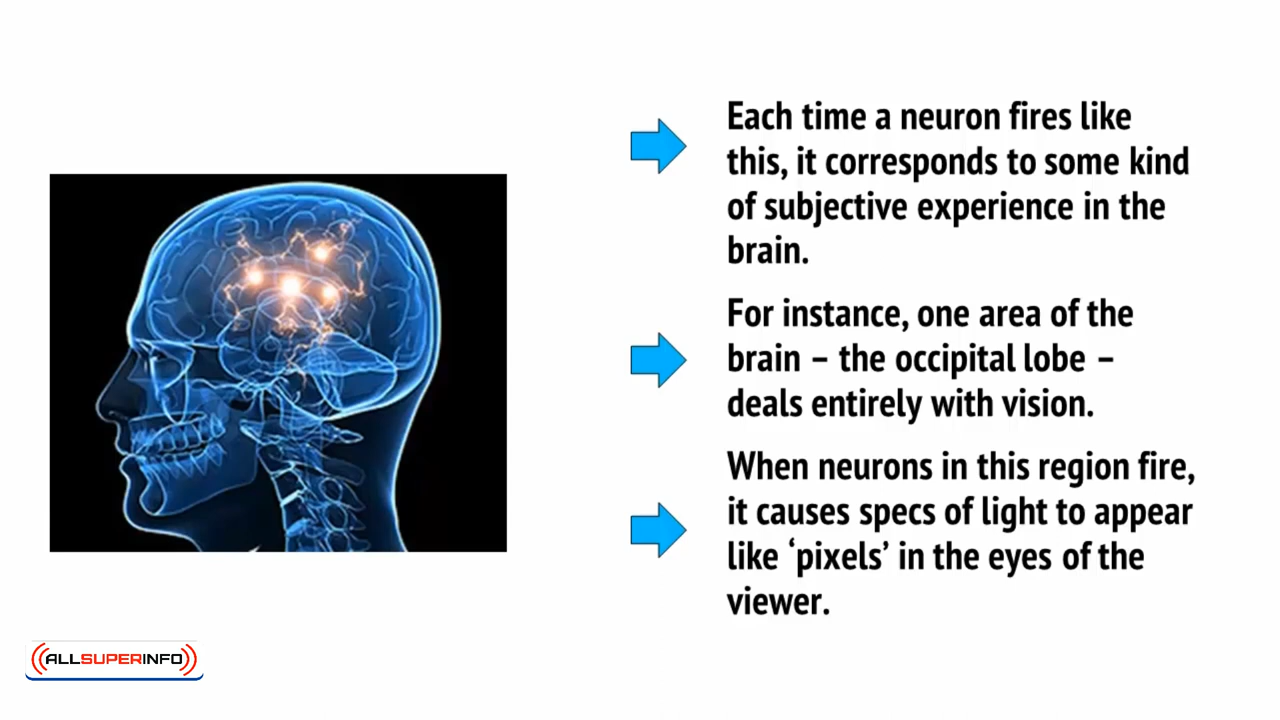 Each time a neuron fires like
this, it corresponds to some kind
of subjective experience in the
brain.
For instance, one area of the
brain – the occipital lobe –
deals entirely with vision.
When neurons in this region fire,
it causes specs of light to appear
like ‘pixels’ in the eyes of the
viewer.
((ALLSUPERINFO))